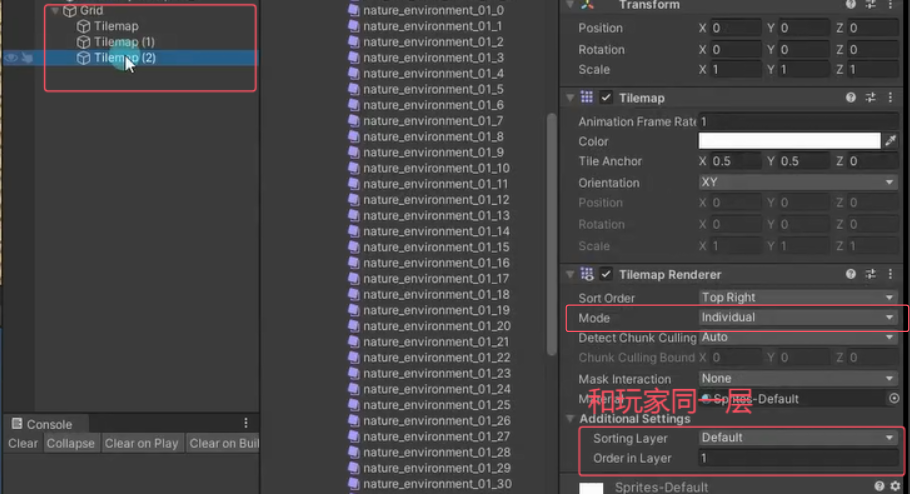 Grid
Tilemap
Tilemap (1)
Tilemap (2)
Console
Clear
Collapse
Clear on Play
Clear on Buil
nature_environment_01_0
nature_environment_01_1
nature_environment_01_2
nature_environment_01_3
nature_environment_01_4
nature_environment_01_5
nature_environment_01_6
nature_environment_01_7
nature_environment_01_8
nature_environment_01_9
nature_environment_01_10
nature_environment_01_11
nature_environment_01_12
nature_environment_01_13
nature_environment_01_14
nature_environment_01_15
nature_environment_01_16
nature_environment_01_17
nature_environment_01_18
nature_environment_01_19
nature_environment_01_20
nature_environment_01_21
nature_environment_01_22
nature_environment_01_23
nature_environment_01_24
nature_environment_01_25
nature_environment_01_26
nature_environment_01_27
nature_environment_01_28
nature_environment_01_29
nature_environment_01_30
Transform
Position X 0 Y 0 Z 0
Rotation X 0 Y 0 Z 0
Scale X 1 Y 1 Z 1
Tilemap
Animation Frame Rate 1
Color
Tile Anchor X 0.5 Y 0.5 Z 0
Orientation XY
Position X 0 Y 0 Z 0
Rotation X 0 Y 0 Z 0
Scale X 1 Y 1 Z 1
Tilemap Renderer
Sort Order Top Right
Mode Individual
Detect Chunk Culling Auto
Chunk Culling Bound X 0 Y 0 Z 0
Mask Interaction None
Sprites-Default
和玩家同一层
Additional Settings
Sorting Layer Default
Order in Layer 1
Sprites-Default